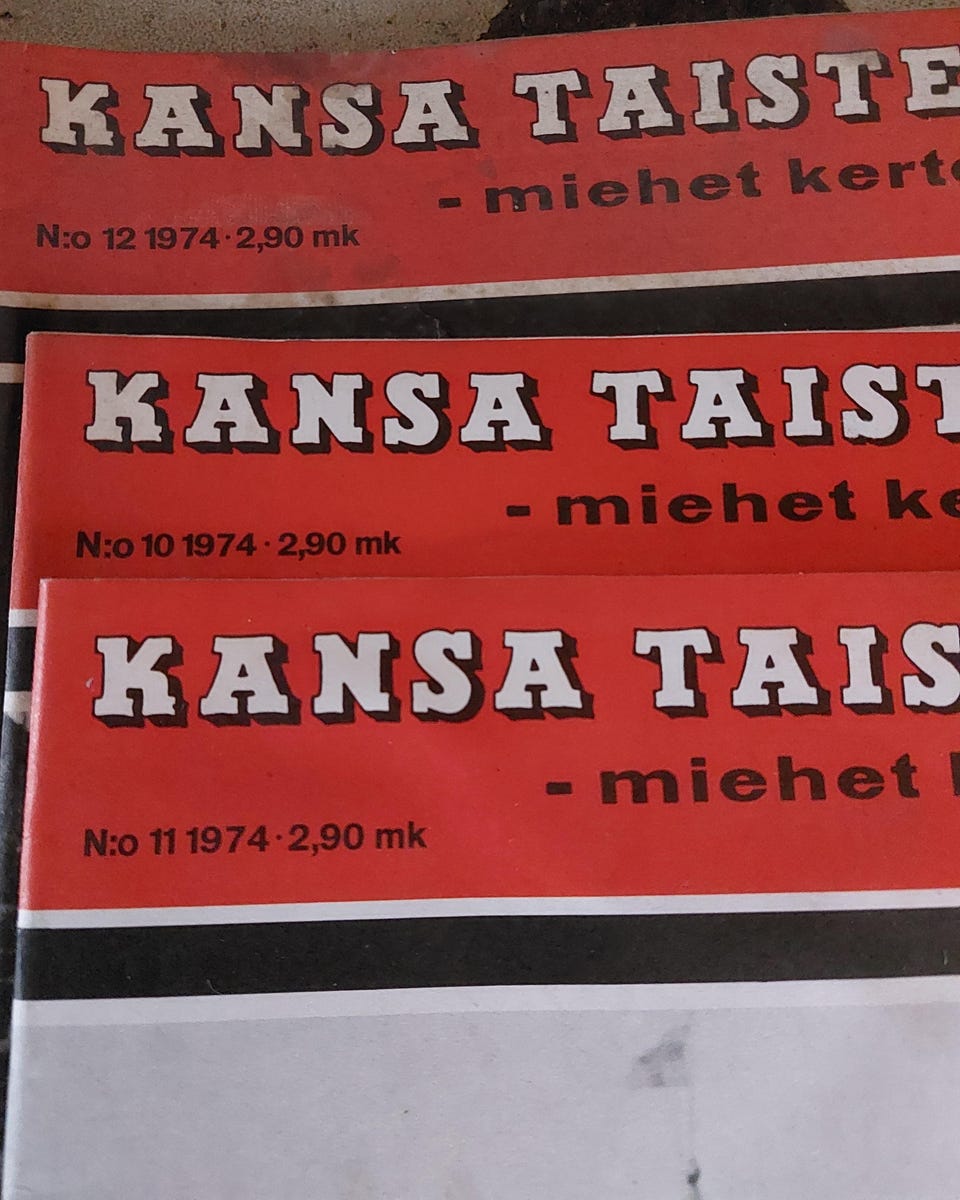 KANSA TAISTE
- miehet kert
N:o 12 1974·2,90 mk
KANSA TAIST
- miehet ke
N:o 10 1974·2,90 mk
KANSA TAIS
- miehet
N:o 11 1974·2,90 mk